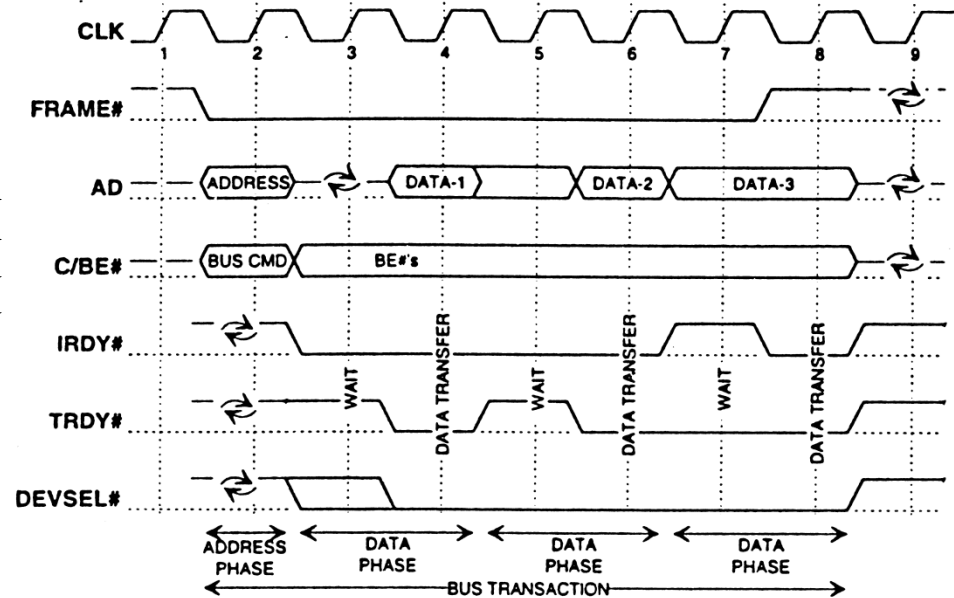 CLK
1 2 3 4 5 6 7 8 9
FRAME#
AD
ADDRESS
DATA-1
DATA-2
DATA-3
C/BE#
BUS CMD
BE#'s
IRDY#
TRDY#
WAIT
DATA TRANSFER
WAIT
DATA TRANSFER
WAIT
DATA TRANSFER
DEVSEL#
ADDRESS
PHASE
DATA
PHASE
DATA
PHASE
DATA
PHASE
BUS TRANSACTION